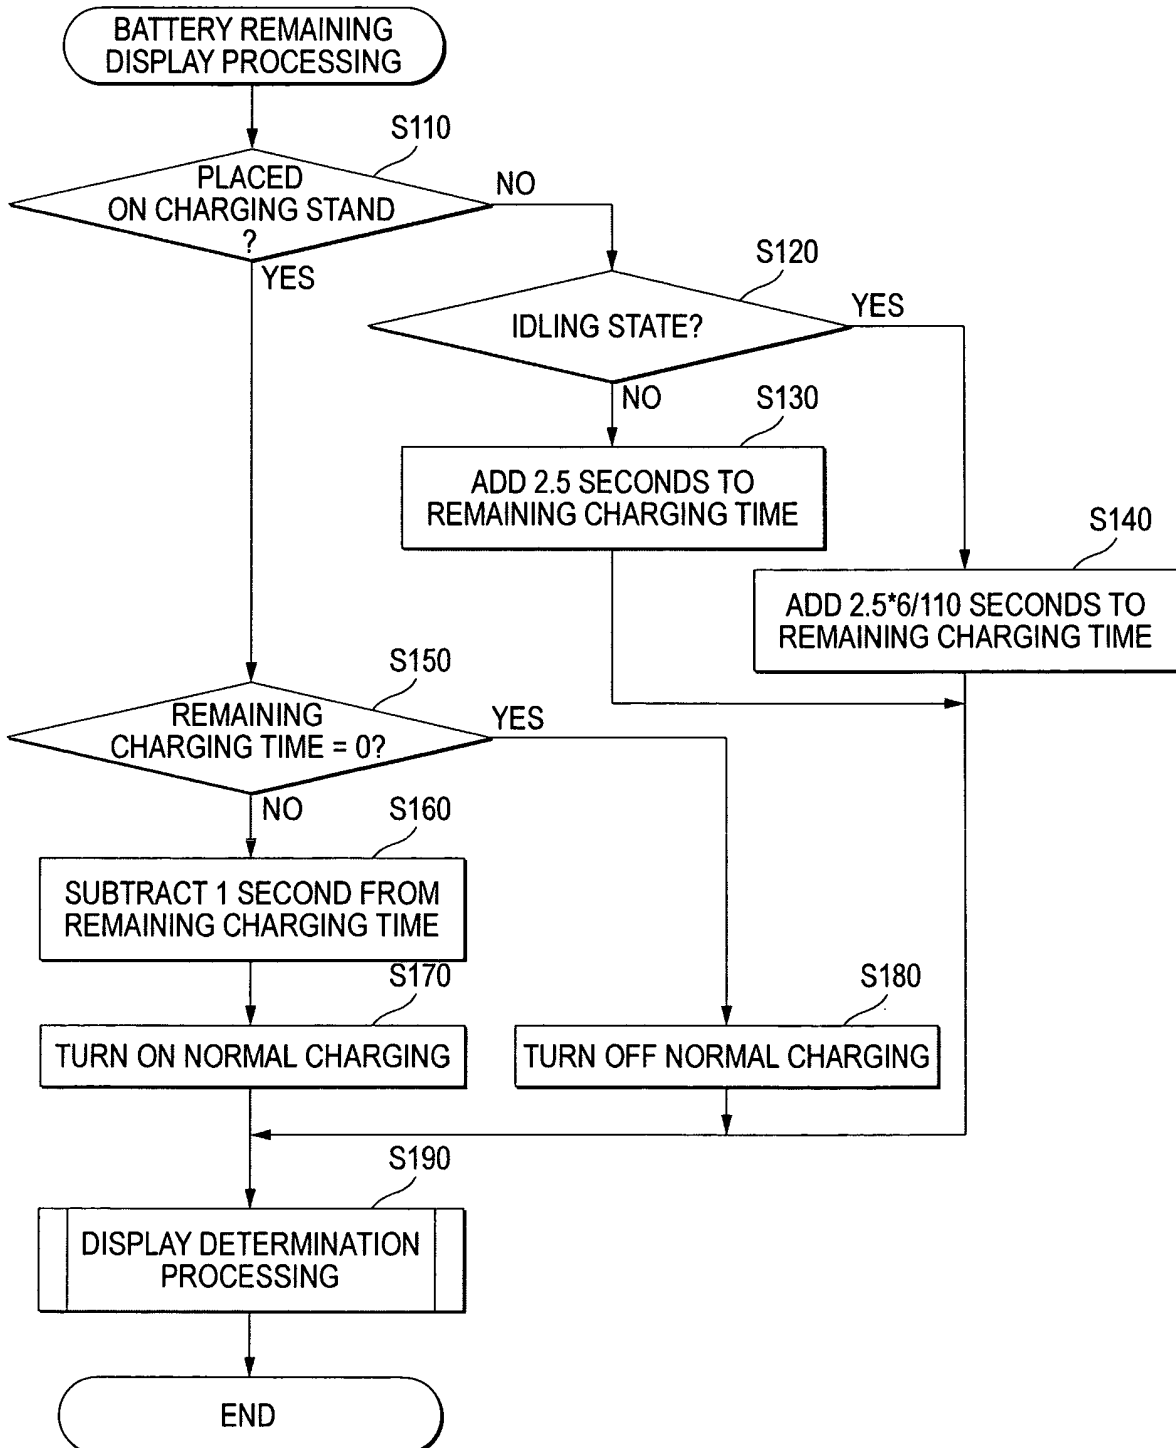 BATTERY REMAINING
DISPLAY PROCESSING
S110
PLACED
ON CHARGING STAND
?
NO
YES
S120
IDLING STATE?
YES
NO
S130
ADD 2.5 SECONDS TO
REMAINING CHARGING TIME
S140
ADD 2.5*6/110 SECONDS TO
REMAINING CHARGING TIME
S150
REMAINING
CHARGING TIME = 0?
YES
NO
S160
SUBTRACT 1 SECOND FROM
REMAINING CHARGING TIME
S170
TURN ON NORMAL CHARGING
S180
TURN OFF NORMAL CHARGING
S190
DISPLAY DETERMINATION
PROCESSING
END